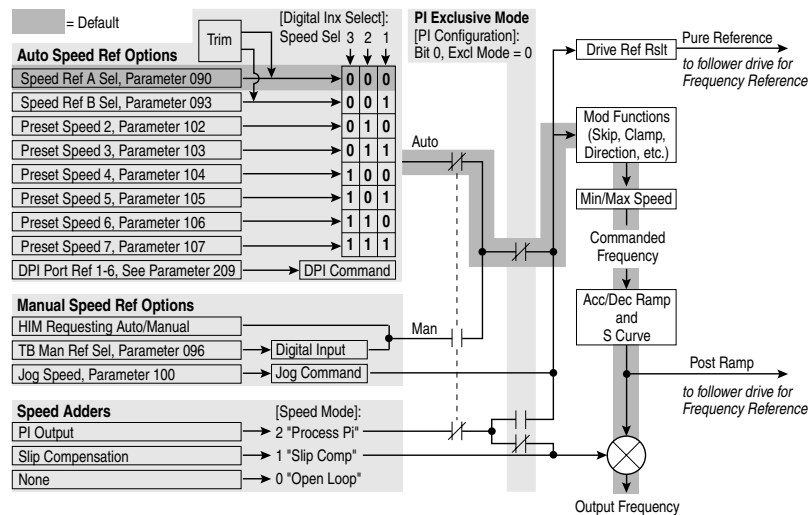 = Default
Trim
[Digital Inx Select]:
Speed Sel 3 2 1
PI Exclusive Mode
[PI Configuration]:
Bit 0, Excl Mode = 0
Drive Ref Rslt
Pure Reference
to follower drive for
Frequency Reference
Auto Speed Ref Options
Speed Ref A Sel, Parameter 090
0 0 0
Speed Ref B Sel, Parameter 093
0 0 1
Preset Speed 2, Parameter 102
0 1 0
Preset Speed 3, Parameter 103
0 1 1
Preset Speed 4, Parameter 104
1 0 0
Preset Speed 5, Parameter 105
1 0 1
Preset Speed 6, Parameter 106
1 1 0
Preset Speed 7, Parameter 107
1 1 1
DPI Port Ref 1-6, See Parameter 209
DPI Command
Auto
Mod Functions
(Skip, Clamp,
Direction, etc.)
Min/Max Speed
Commanded
Frequency
Acc/Dec Ramp
and
S Curve
Manual Speed Ref Options
HIM Requesting Auto/Manual
TB Man Ref Sel, Parameter 096
Digital Input
Jog Speed, Parameter 100
Jog Command
Man
Post Ramp
to follower drive for
Frequency Reference
Speed Adders
[Speed Mode]:
PI Output
2 "Process Pi"
Slip Compensation
1 "Slip Comp"
None
0 "Open Loop"
Output Frequency